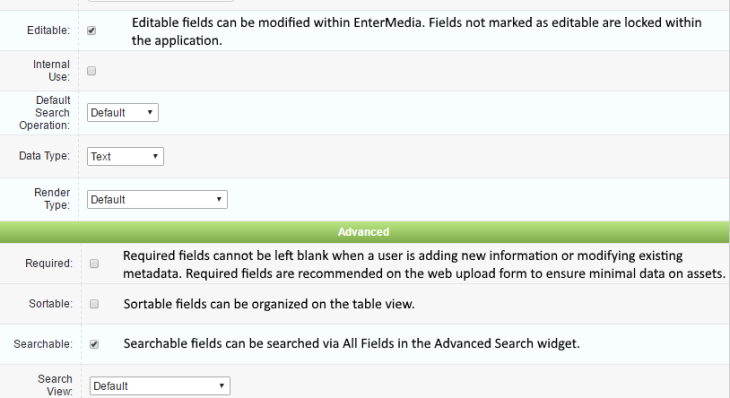 Editable: Editable fields can be modified within EnterMedia. Fields not marked as editable are locked within
the application.
Internal
Use:
Default
Search
Operation:
Default
Data Type: Text
Render
Type:
Default
Advanced
Required: Required fields cannot be left blank when a user is adding new information or modifying existing
metadata. Required fields are recommended on the web upload form to ensure minimal data on assets.
Sortable: Sortable fields can be organized on the table view.
Searchable: Searchable fields can be searched via All Fields in the Advanced Search widget.
Search
View:
Default